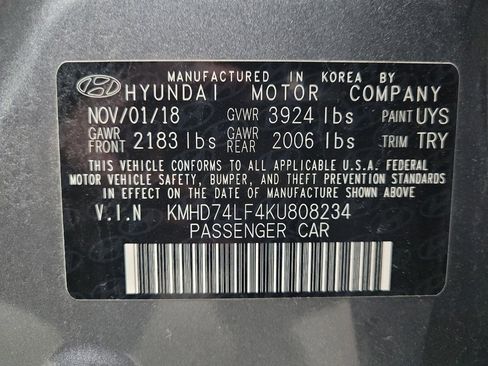 MANUFACTURED IN KOREA BY
HYUNDAI MOTOR COMPANY
NOV/01/18 GVWR 3924 lbs PAINT UYS
GAWR FRONT 2183 lbs GAWR REAR 2006 lbs TRIM TRY
THIS VEHICLE CONFORMS TO ALL APPLICABLE U.S.A. FEDERAL
MOTOR VEHICLE SAFETY, BUMPER, AND THEFT PREVENTION STANDARDS
IN EFFECT ON THE DATE OF MANUFACTURE SHOWN ABOVE
V.I.N KMHD74LF4KU808234
PASSENGER CAR